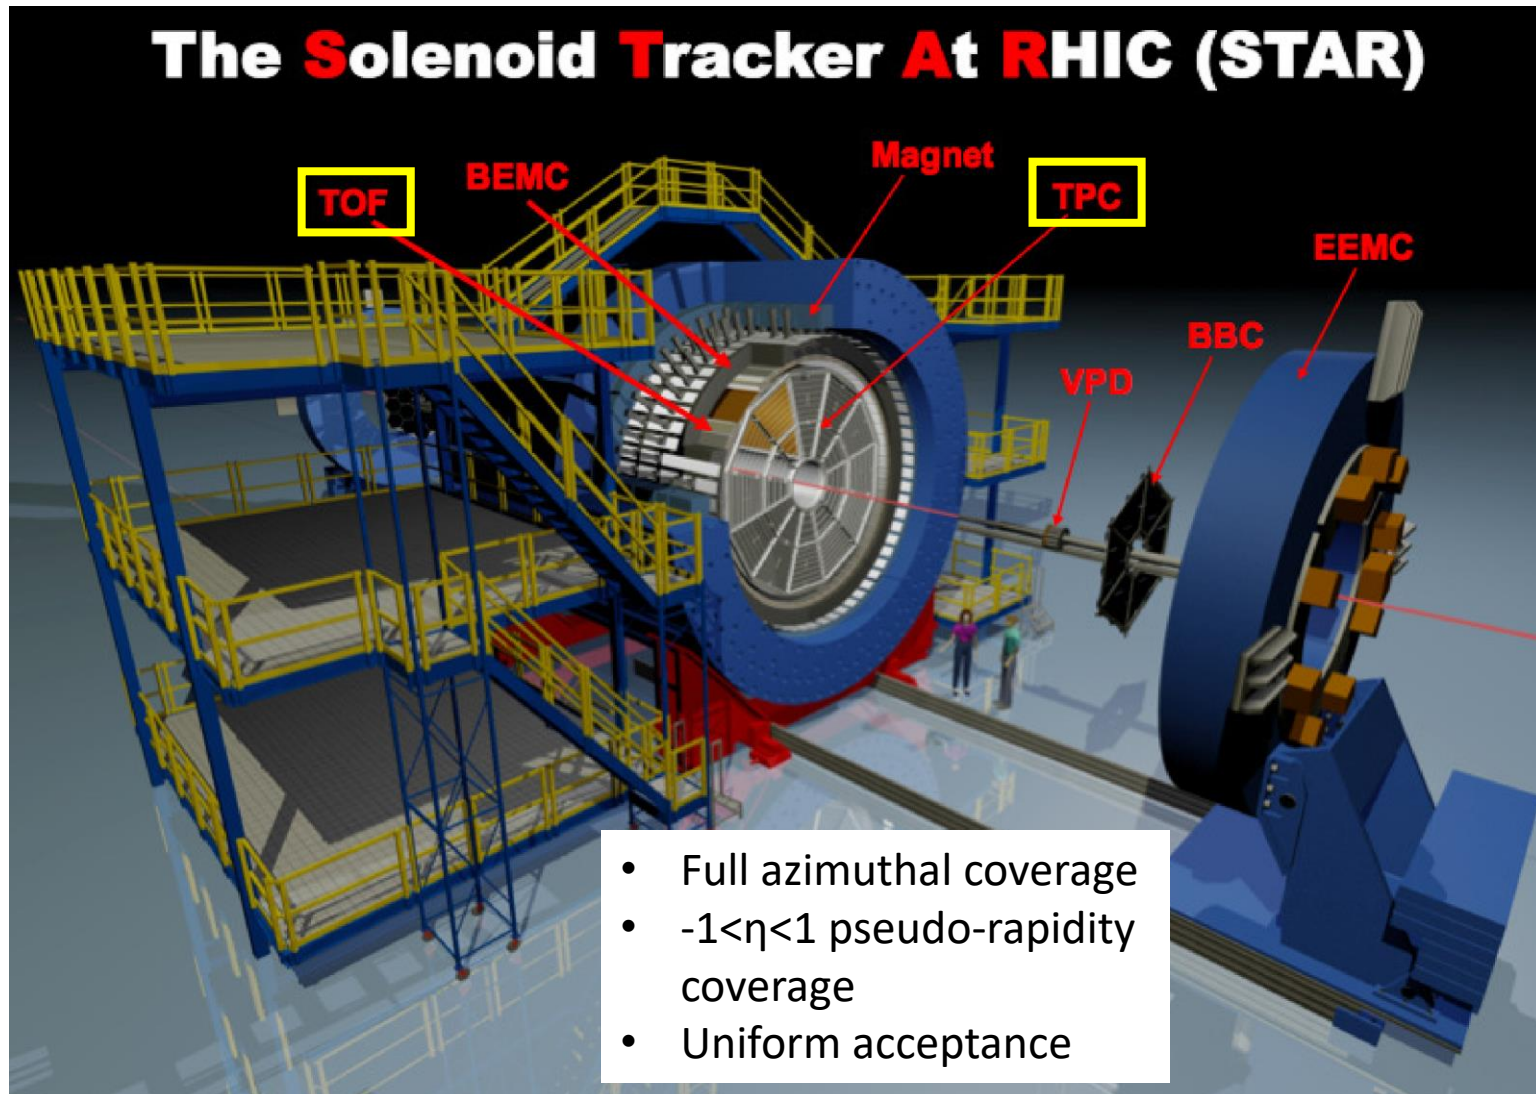 The Solenoid Tracker At RHIC (STAR)
TOF
BEMC
Magnet
TPC
EEMC
BBC
VPD
• Full azimuthal coverage
• -1<η<1 pseudo-rapidity
coverage
• Uniform acceptance